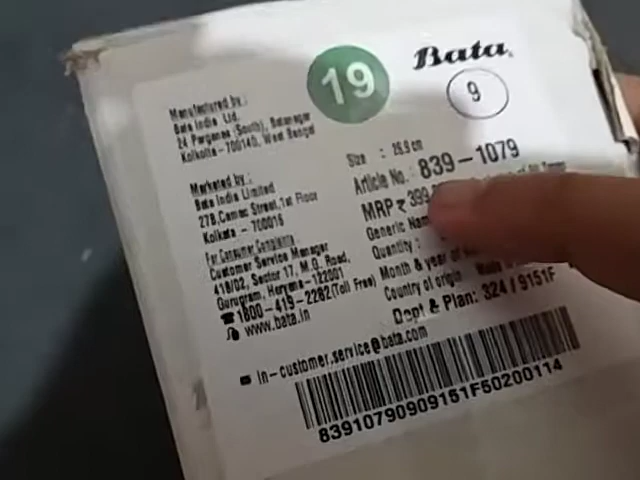 19
Bata
9
Manufactured by :
Bata India Ltd.
24 Parganas (South), Batanagar
Kolkata - 700140, West Bengal
Size : 25.9 cm
Article No. : 839-1079
MRP ₹ 399
Generic Nam
Quantity :
Month & year of
Country of origin
Dept & Plan: 324 / 9151F
Marketed by :
Bata India Limited
27B, Camac Street, 1st Floor
Kolkata - 700016
For Consumer Complaints
Customer Service Manager
418/02, Sector 17, M.G. Road,
Gurugram, Haryana-122001
1800-419-2282(Toll Free)
www.bata.in
in-customer.service@bata.com
83910790909151F50200114